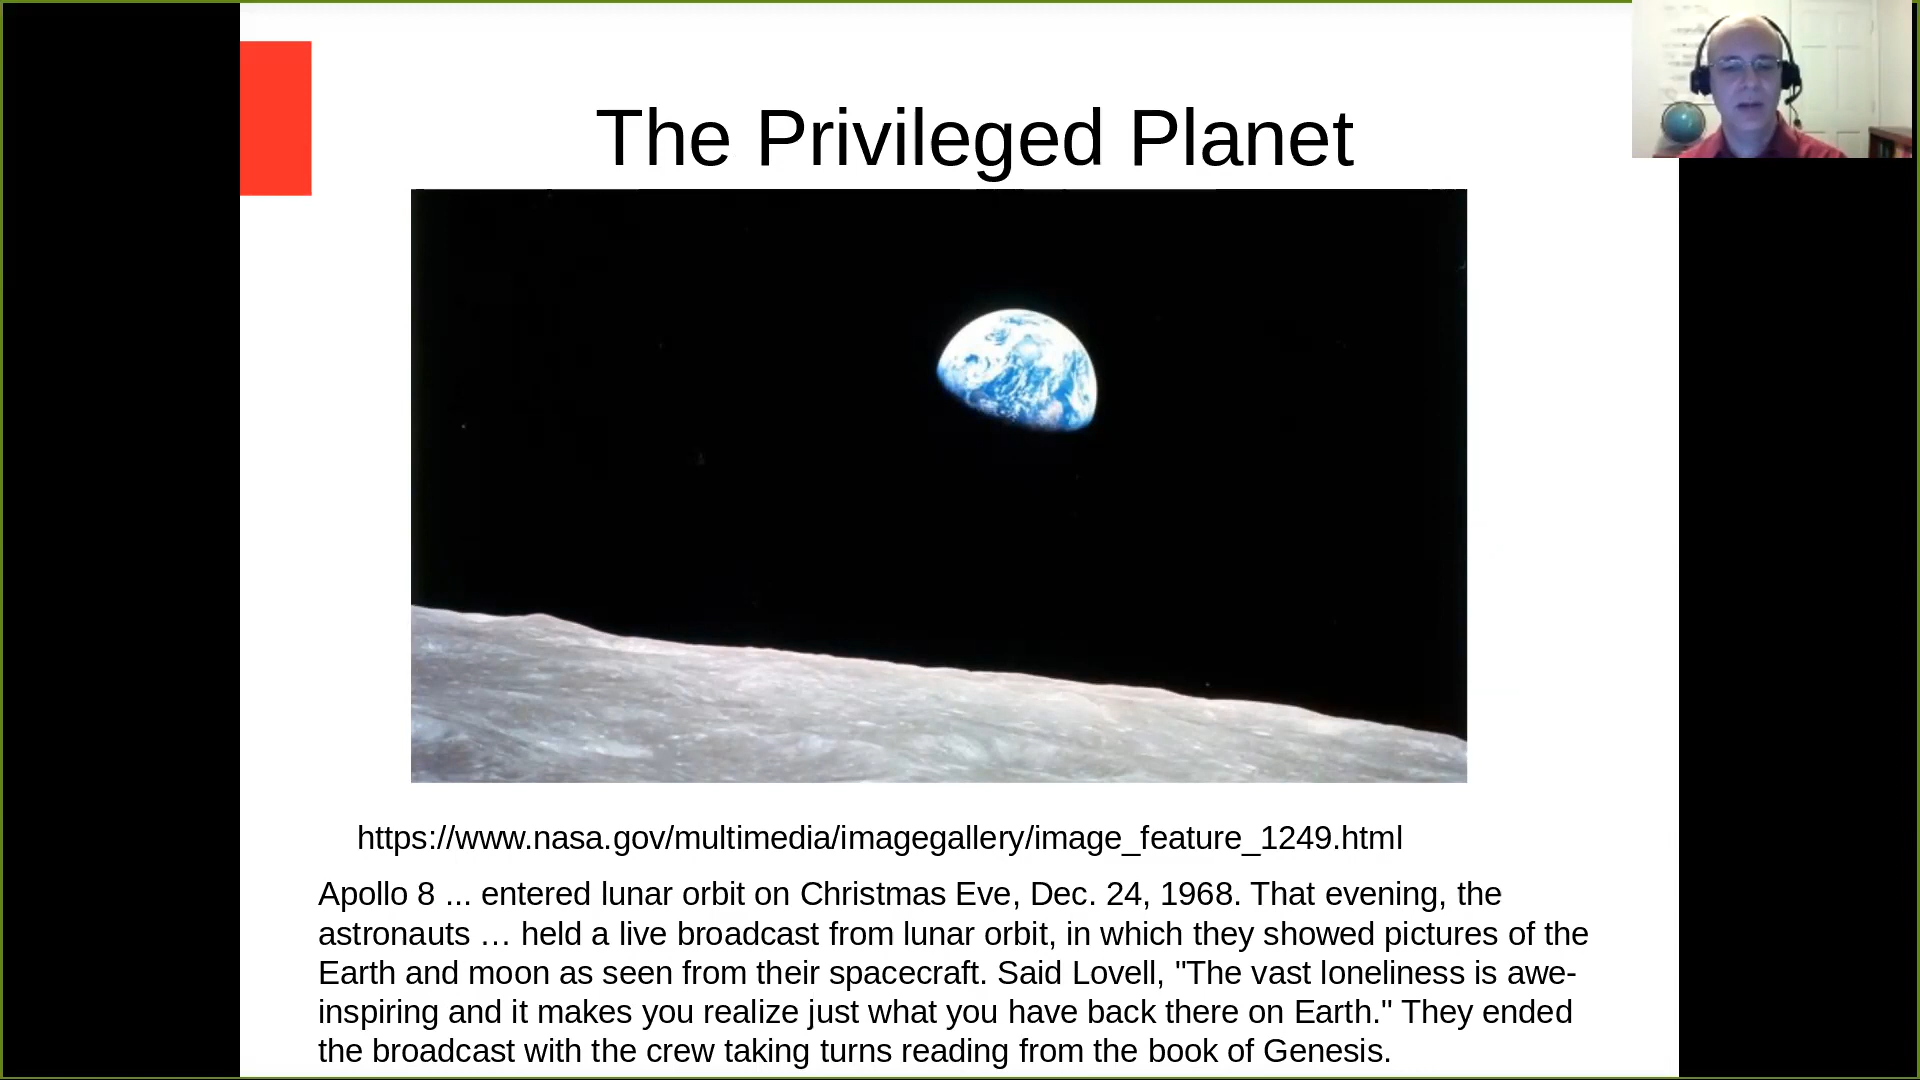 The Privileged Planet
https://www.nasa.gov/multimedia/imagegallery/image_feature_1249.html
Apollo 8 ... entered lunar orbit on Christmas Eve, Dec. 24, 1968. That evening, the
astronauts … held a live broadcast from lunar orbit, in which they showed pictures of the
Earth and moon as seen from their spacecraft. Said Lovell, "The vast loneliness is awe-
inspiring and it makes you realize just what you have back there on Earth." They ended
the broadcast with the crew taking turns reading from the book of Genesis.